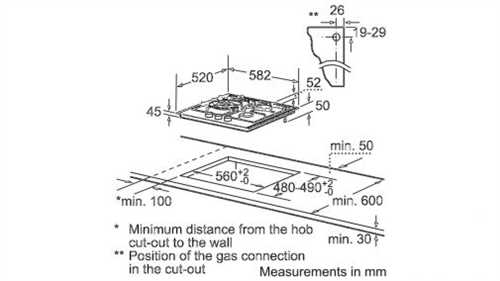 ** 26
19-29
520
582
52
50
45
min. 50
560+2-0
480-490+2-0
*min. 100
min. 600
min. 30
* Minimum distance from the hob
cut-out to the wall
** Position of the gas connection
in the cut-out
Measurements in mm